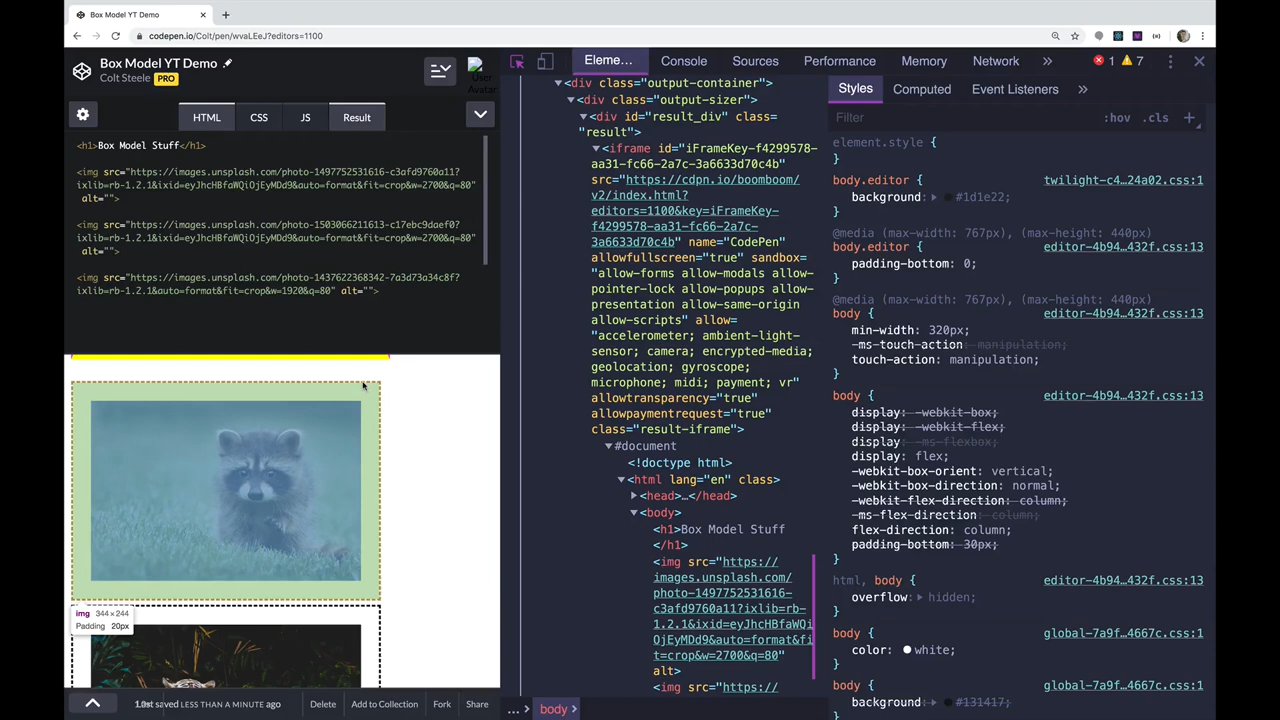 Box Model YT Demo
codepen.io/Colt/pen/wvaLEeJ?editors=1100
Box Model YT Demo
Colt Steele PRO
User
Avatar
HTML CSS JS Result
<h1>Box Model Stuff</h1>
<img src="https://images.unsplash.com/photo-1497752531616-c3afd9760a11?
ixlib=rb-1.2.1&ixid=eyJhcHBfaWQiOjEyMDd9&auto=format&fit=crop&w=2700&q=80"
alt="">
<img src="https://images.unsplash.com/photo-1503066211613-c17ebc9daef0?
ixlib=rb-1.2.1&ixid=eyJhcHBfaWQiOjEyMDd9&auto=format&fit=crop&w=2700&q=80"
alt="">
<img src="https://images.unsplash.com/photo-1437622368342-7a3d73a34c8f?
ixlib=rb-1.2.1&auto=format&fit=crop&w=1920&q=80" alt="">
img 344×244
Padding 20px
saved LESS THAN A MINUTE ago
Delete Add to Collection Fork Share
Eleme… Console Sources Performance Memory Network » 1 7
<div class="output-container">
<div class="output-sizer">
<div id="result_div" class=
"result">
<iframe id="iFrameKey-f4299578-
aa31-fc66-2a7c-3a6633d70c4b"
src="https://cdpn.io/boomboom/
v2/index.html?
editors=1100&key=iFrameKey-
f4299578-aa31-fc66-2a7c-
3a6633d70c4b" name="CodePen"
allowfullscreen="true" sandbox=
"allow-forms allow-modals allow-
pointer-lock allow-popups allow-
presentation allow-same-origin
allow-scripts" allow=
"accelerometer; ambient-light-
sensor; camera; encrypted-media;
geolocation; gyroscope;
microphone; midi; payment; vr"
allowtransparency="true"
allowpaymentrequest="true"
class="result-iframe">
#document
<!doctype html>
<html lang="en" class>
<head>…</head>
<body>
<h1>Box Model Stuff
</h1>
<img src="https://
images.unsplash.com/
photo-1497752531616-
c3afd9760a11?ixlib=rb-
1.2.1&ixid=eyJhcHBfaWQi
OjEyMDd9&auto=format&fi
t=crop&w=2700&q=80"
alt>
<img src="https://
… body
Styles Computed Event Listeners »
Filter :hov .cls +
element.style {
}
body.editor { twilight-c4…24a02.css:1
background: #1d1e22;
}
@media (max-width: 767px), (max-height: 440px)
body.editor { editor-4b94…432f.css:13
padding-bottom: 0;
}
@media (max-width: 767px), (max-height: 440px)
body { editor-4b94…432f.css:13
min-width: 320px;
-ms-touch-action: manipulation;
touch-action: manipulation;
}
body { editor-4b94…432f.css:13
display: -webkit-box;
display: -webkit-flex;
display: -ms-flexbox;
display: flex;
-webkit-box-orient: vertical;
-webkit-box-direction: normal;
-webkit-flex-direction: column;
-ms-flex-direction: column;
flex-direction: column;
padding-bottom: 30px;
}
html, body { editor-4b94…432f.css:13
overflow: hidden;
}
body { global-7a9f…4667c.css:1
color: white;
}
body { global-7a9f…4667c.css:1
background: #131417;